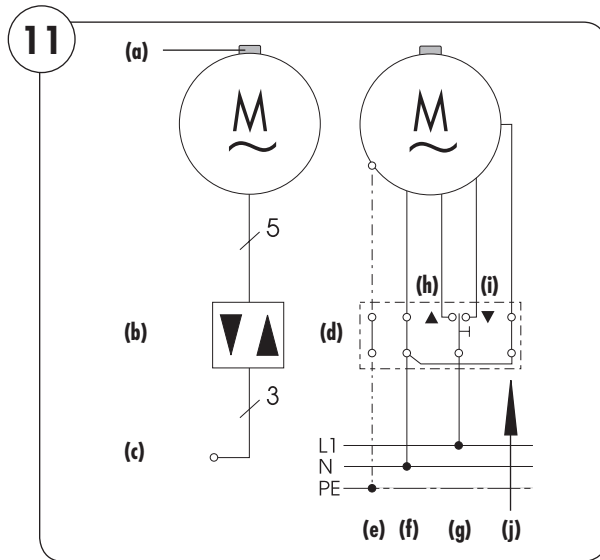 11
(a)
M
~
M
~
5
(h)
(i)
(b)
(d)
3
(c)
L1
N
PE
(e) (f) (g) (j)